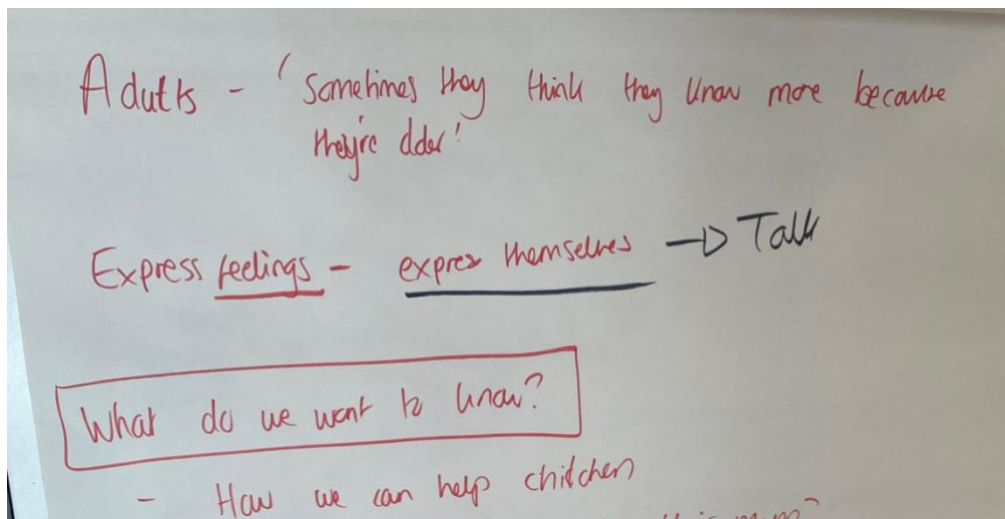 Adults - 'Sometimes they think they know more because
they're older'
Express feelings - express themselves → Talk
What do we want to know?
- How we can help children